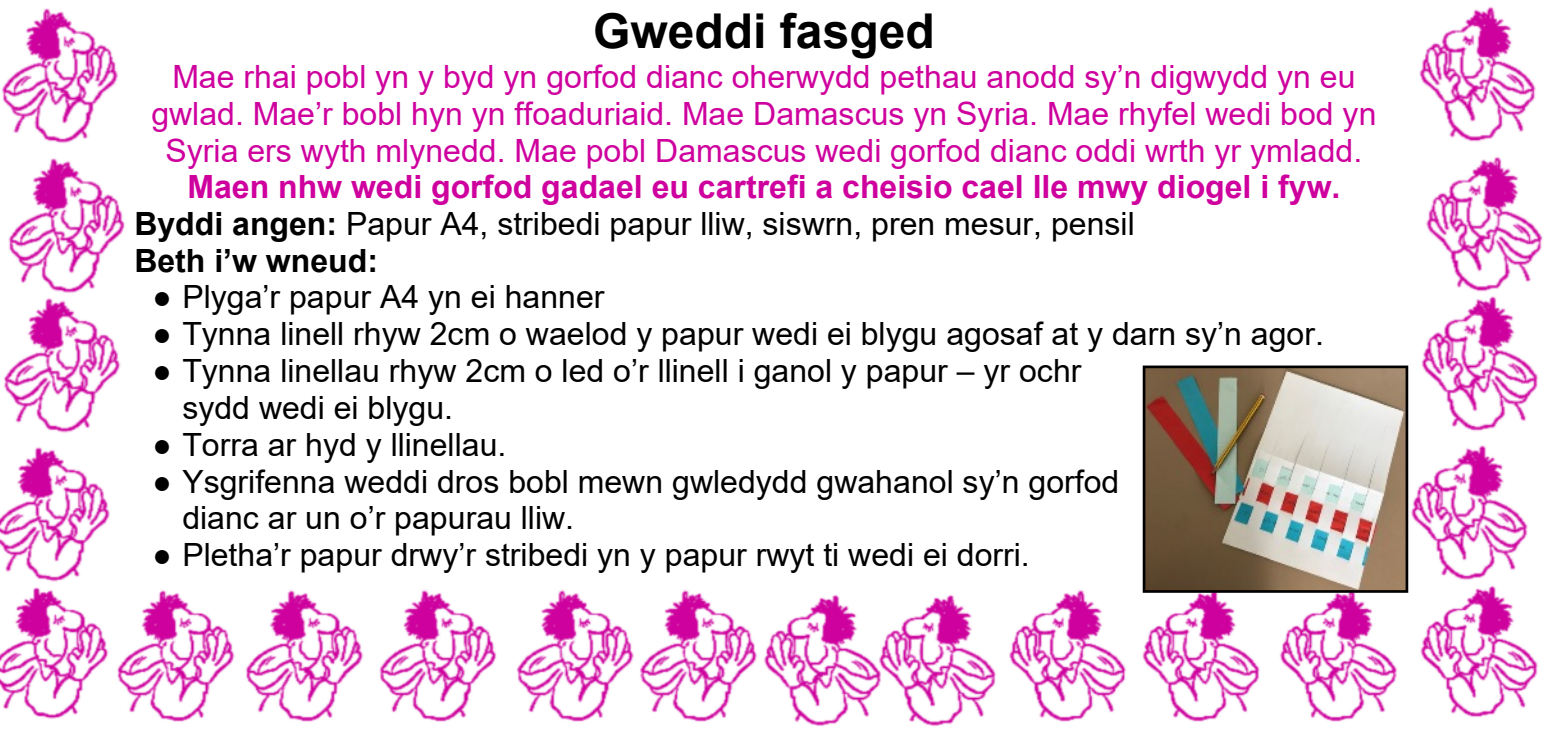 Gweddi fasged
Mae rhai pobl yn y byd yn gorfod dianc oherwydd pethau anodd sy’n digwydd yn eu
gwlad. Mae’r bobl hyn yn ffoaduriaid. Mae Damascus yn Syria. Mae rhyfel wedi bod yn
Syria ers wyth mlynedd. Mae pobl Damascus wedi gorfod dianc oddi wrth yr ymladd.
Maen nhw wedi gorfod gadael eu cartrefi a cheisio cael lle mwy diogel i fyw.
Byddi angen: Papur A4, stribedi papur lliw, siswrn, pren mesur, pensil
Beth i’w wneud:
● Plyga’r papur A4 yn ei hanner
● Tynna linell rhyw 2cm o waelod y papur wedi ei blygu agosaf at y darn sy’n agor.
● Tynna linellau rhyw 2cm o led o’r llinell i ganol y papur – yr ochr
sydd wedi ei blygu.
● Torra ar hyd y llinellau.
● Ysgrifenna weddi dros bobl mewn gwledydd gwahanol sy’n gorfod
dianc ar un o’r papurau lliw.
● Pletha’r papur drwy’r stribedi yn y papur rwyt ti wedi ei dorri.